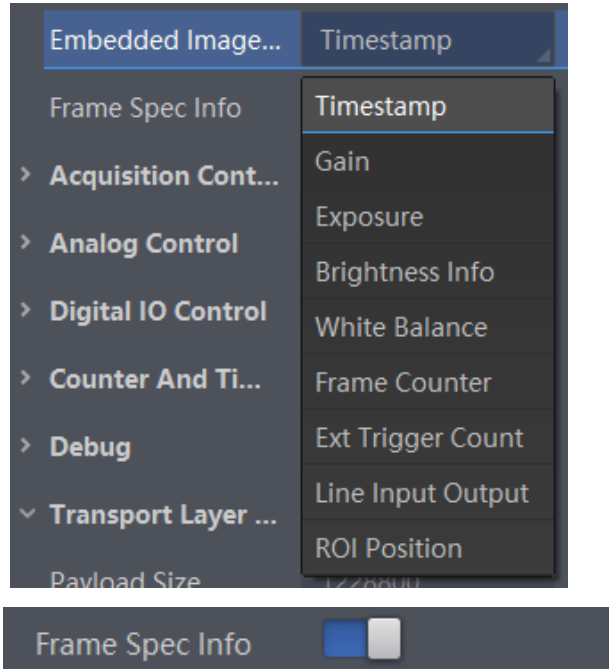 Embedded Image... Timestamp
Frame Spec Info Timestamp
Gain
Acquisition Cont...
Exposure
Analog Control
Brightness Info
Digital IO Control
White Balance
Counter And Ti... Frame Counter
Debug Ext Trigger Count
Line Input Output
Transport Layer ...
ROI Position
Payload Size 1228800
Frame Spec Info